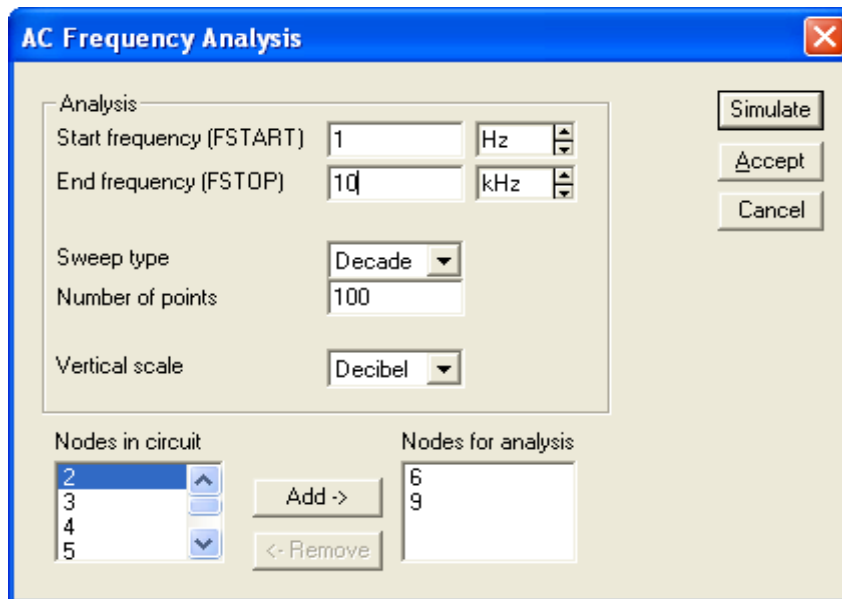 AC Frequency Analysis
Analysis
Start frequency (FSTART) 1 Hz
End frequency (FSTOP) 10 kHz
Sweep type Decade
Number of points 100
Vertical scale Decibel
Simulate
Accept
Cancel
Nodes in circuit
2
3
4
5
Add ->
<- Remove
Nodes for analysis
6
9